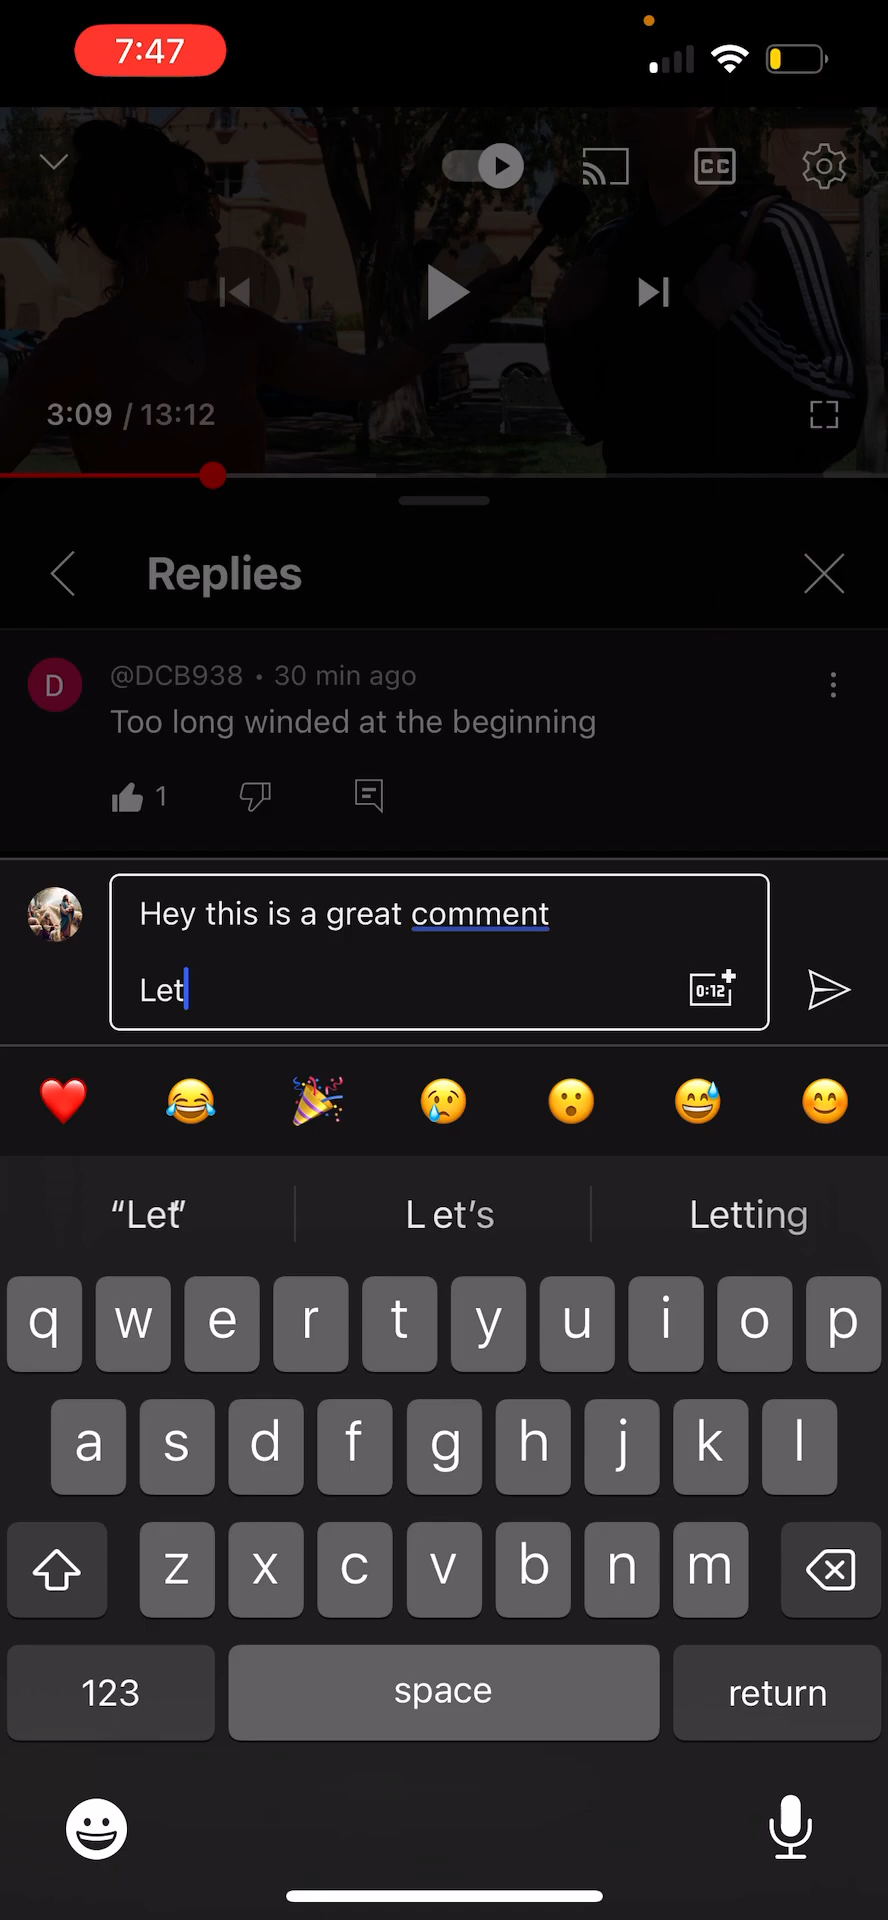 7:47
CC
3:09 / 13:12
Replies
D
@DCB938 • 30 min ago
Too long winded at the beginning
1
Hey this is a great comment
Let
0:12
“Let”
Let’s
Letting
q w e r t y u i o p
a s d f g h j k l
z x c v b n m
123
space
return